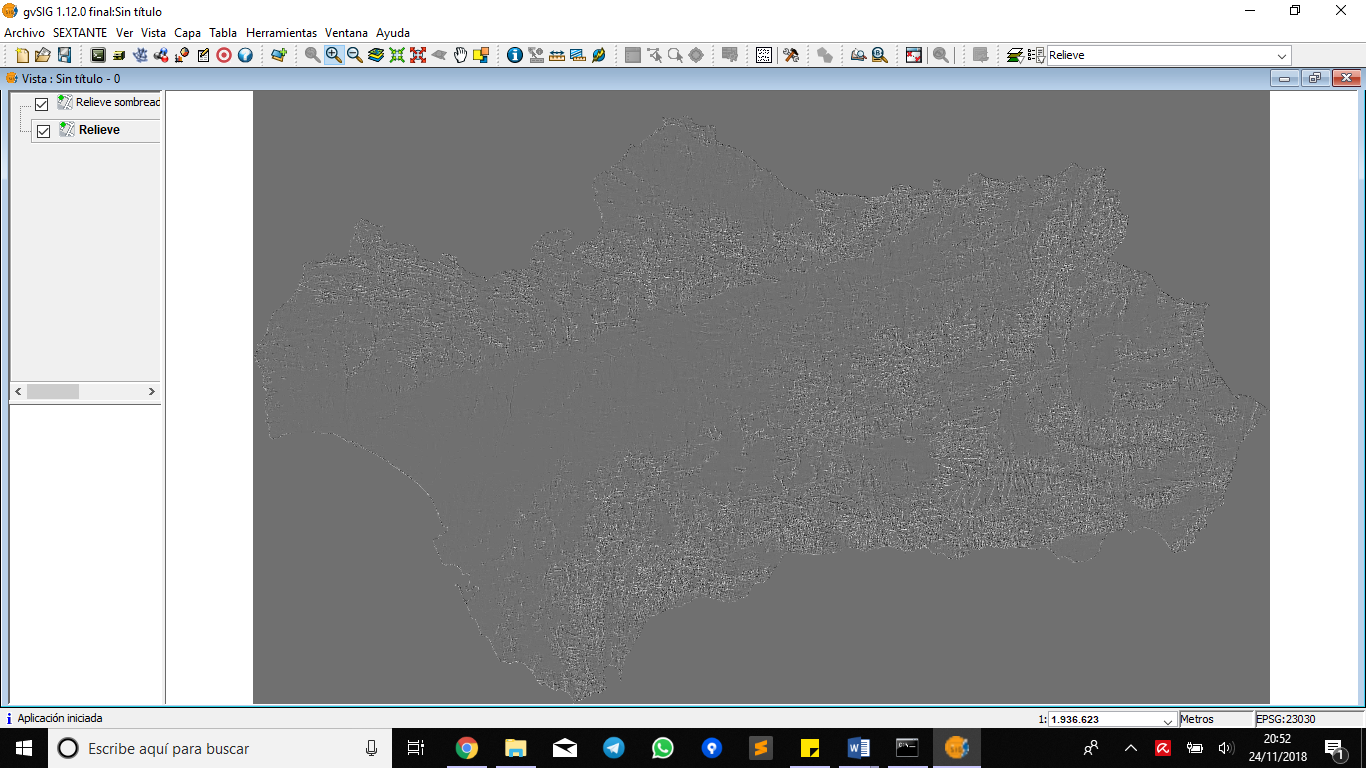 gvSIG 1.12.0 final:Sin título
Archivo SEXTANTE Ver Vista Capa Tabla Herramientas Ventana Ayuda
Relieve
Vista : Sin título - 0
Relieve sombread
Relieve
Aplicación iniciada
1: 1.936.623 Metros EPSG:23030
Escribe aquí para buscar
20:52
24/11/2018
1